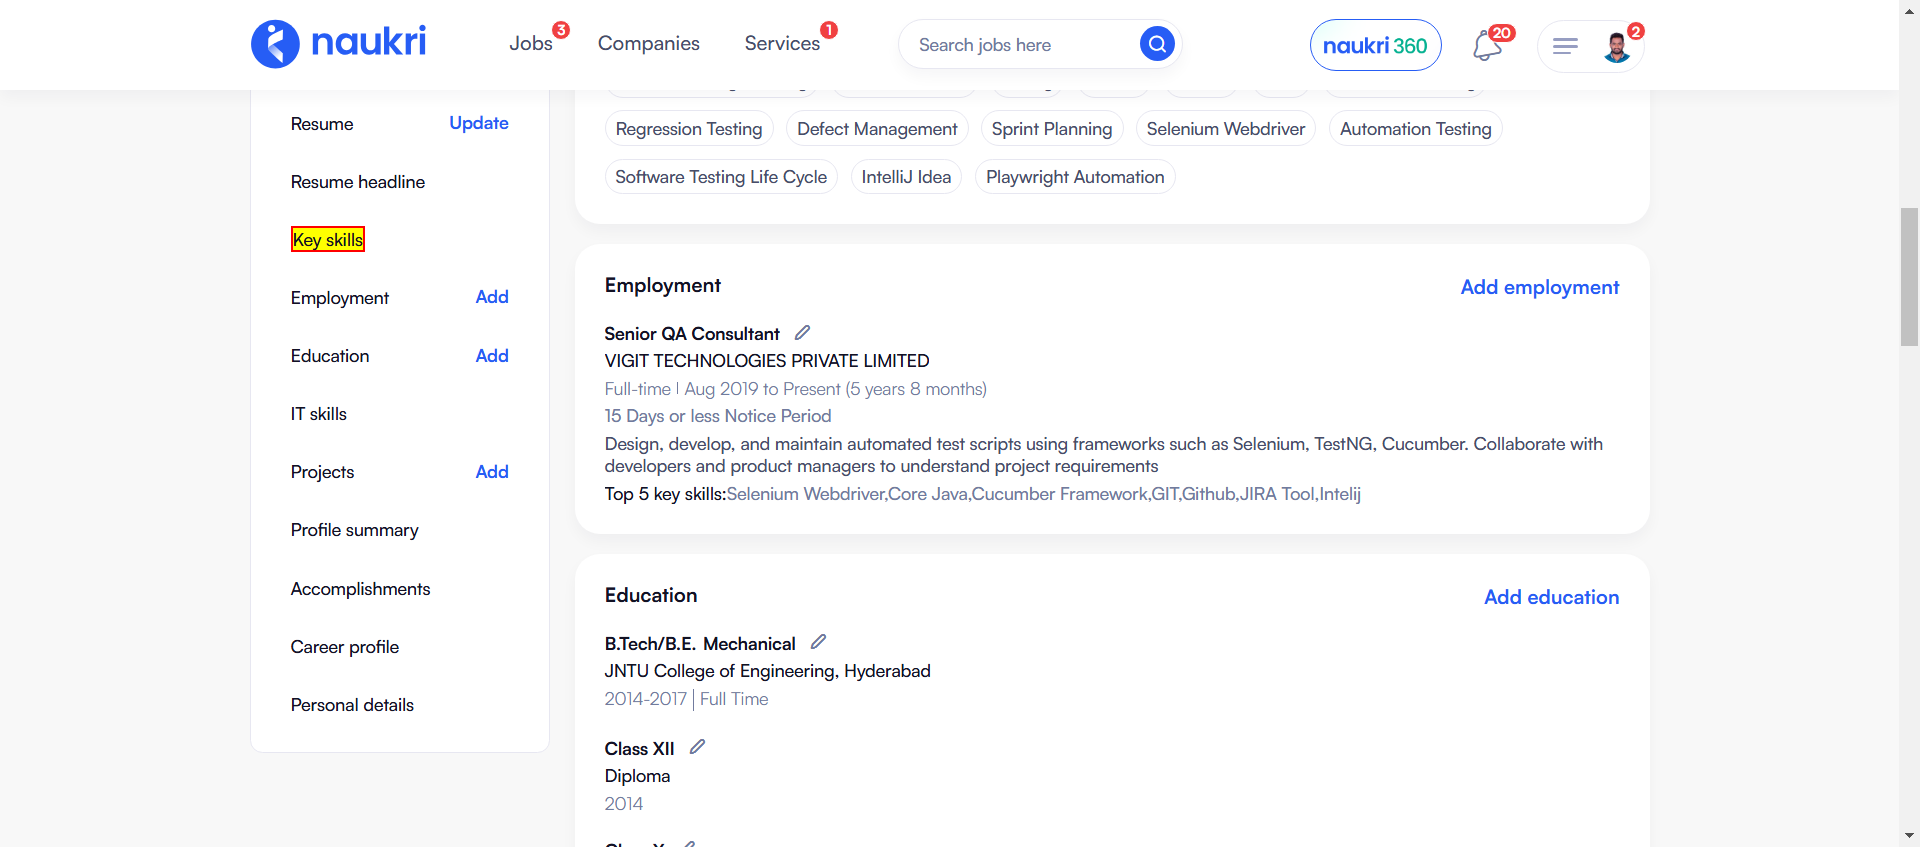 naukri
Jobs 3
Companies
Services 1
Search jobs here
naukri 360
20
2
Resume Update
Resume headline
Key skills
Employment Add
Education Add
IT skills
Projects Add
Profile summary
Accomplishments
Career profile
Personal details
Regression Testing Defect Management Sprint Planning Selenium Webdriver Automation Testing
Software Testing Life Cycle IntelliJ Idea Playwright Automation
Employment Add employment
Senior QA Consultant
VIGIT TECHNOLOGIES PRIVATE LIMITED
Full-time | Aug 2019 to Present (5 years 8 months)
15 Days or less Notice Period
Design, develop, and maintain automated test scripts using frameworks such as Selenium, TestNG, Cucumber. Collaborate with
developers and product managers to understand project requirements
Top 5 key skills:Selenium Webdriver,Core Java,Cucumber Framework,GIT,Github,JIRA Tool,Intelij
Education Add education
B.Tech/B.E. Mechanical
JNTU College of Engineering, Hyderabad
2014-2017 | Full Time
Class XII
Diploma
2014